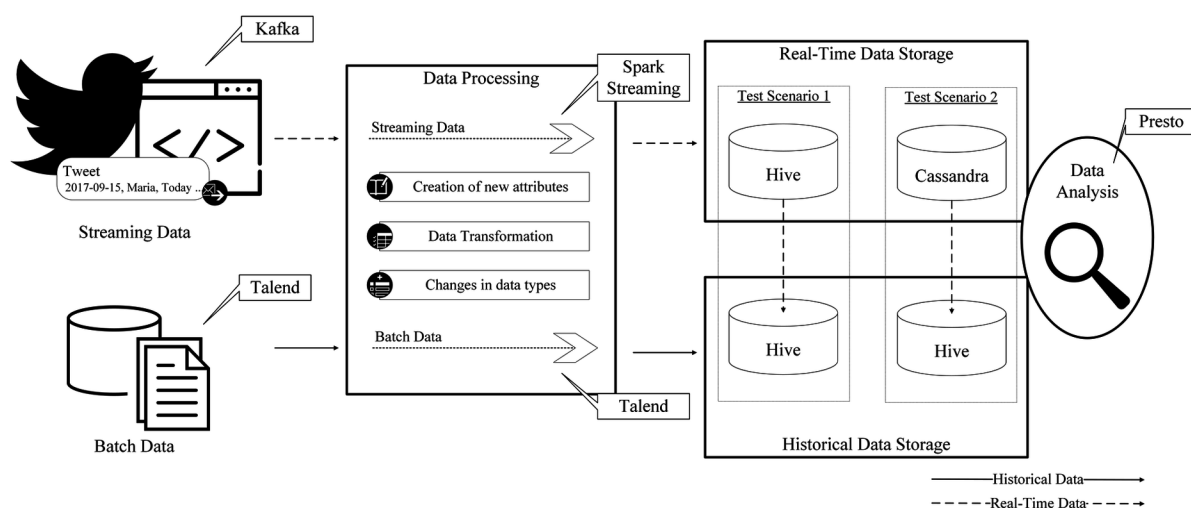 Kafka
Tweet
2017-09-15, Maria, Today ...
Streaming Data
Talend
Batch Data
Data Processing
Spark
Streaming
Streaming Data
Creation of new attributes
Data Transformation
Changes in data types
Batch Data
Talend
Real-Time Data Storage
Test Scenario 1
Test Scenario 2
Hive
Cassandra
Hive
Hive
Historical Data Storage
Presto
Data
Analysis
Historical Data
Real-Time Data